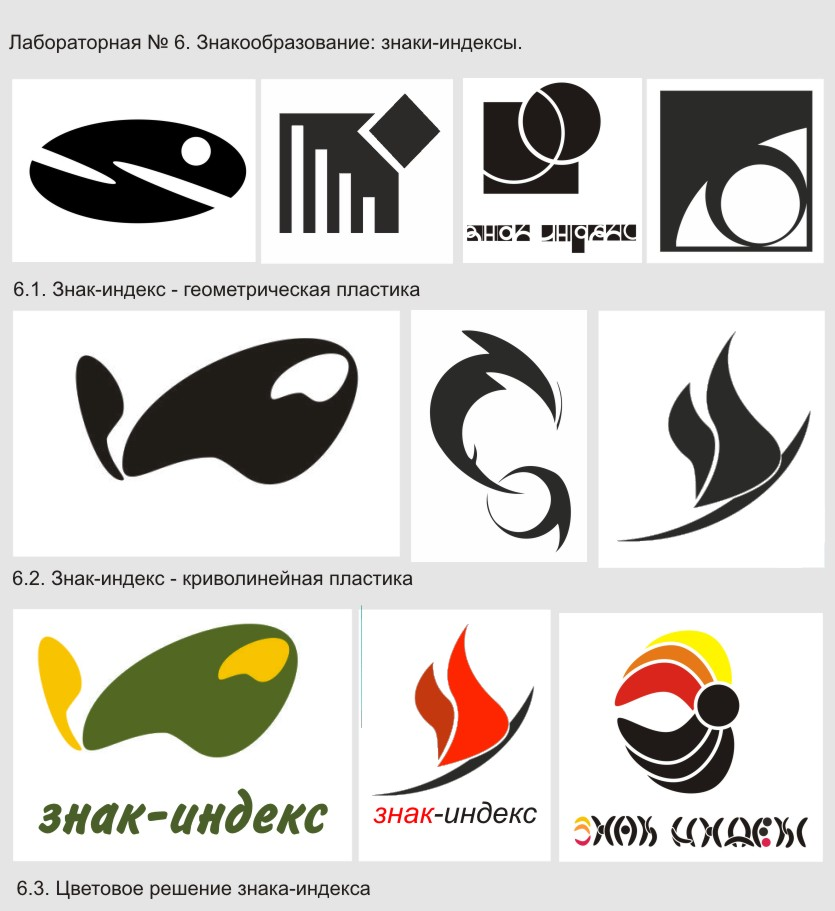 Лабораторная № 6. Знакообразование: знаки-индексы.
знак индекс
6.1. Знак-индекс - геометрическая пластика
6.2. Знак-индекс - криволинейная пластика
знак-индекс
знак-индекс
знак индекс
6.3. Цветовое решение знака-индекса